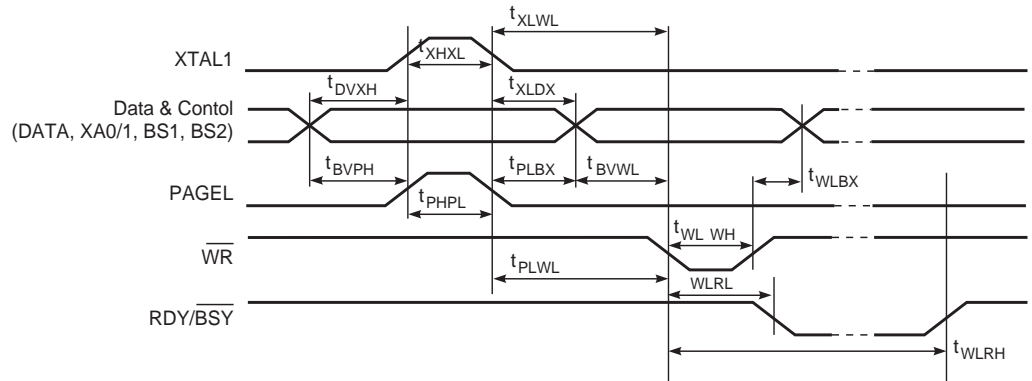 tXLWL
XTAL1
tXHXL
tDVXH
tXLDX
Data & Contol
(DATA, XA0/1, BS1, BS2)
tBVPH
tPLBX
tBVWL
tWLBX
PAGEL
tPHPL
tWL WH
WR
tPLWL
WLRL
RDY/BSY
tWLRH